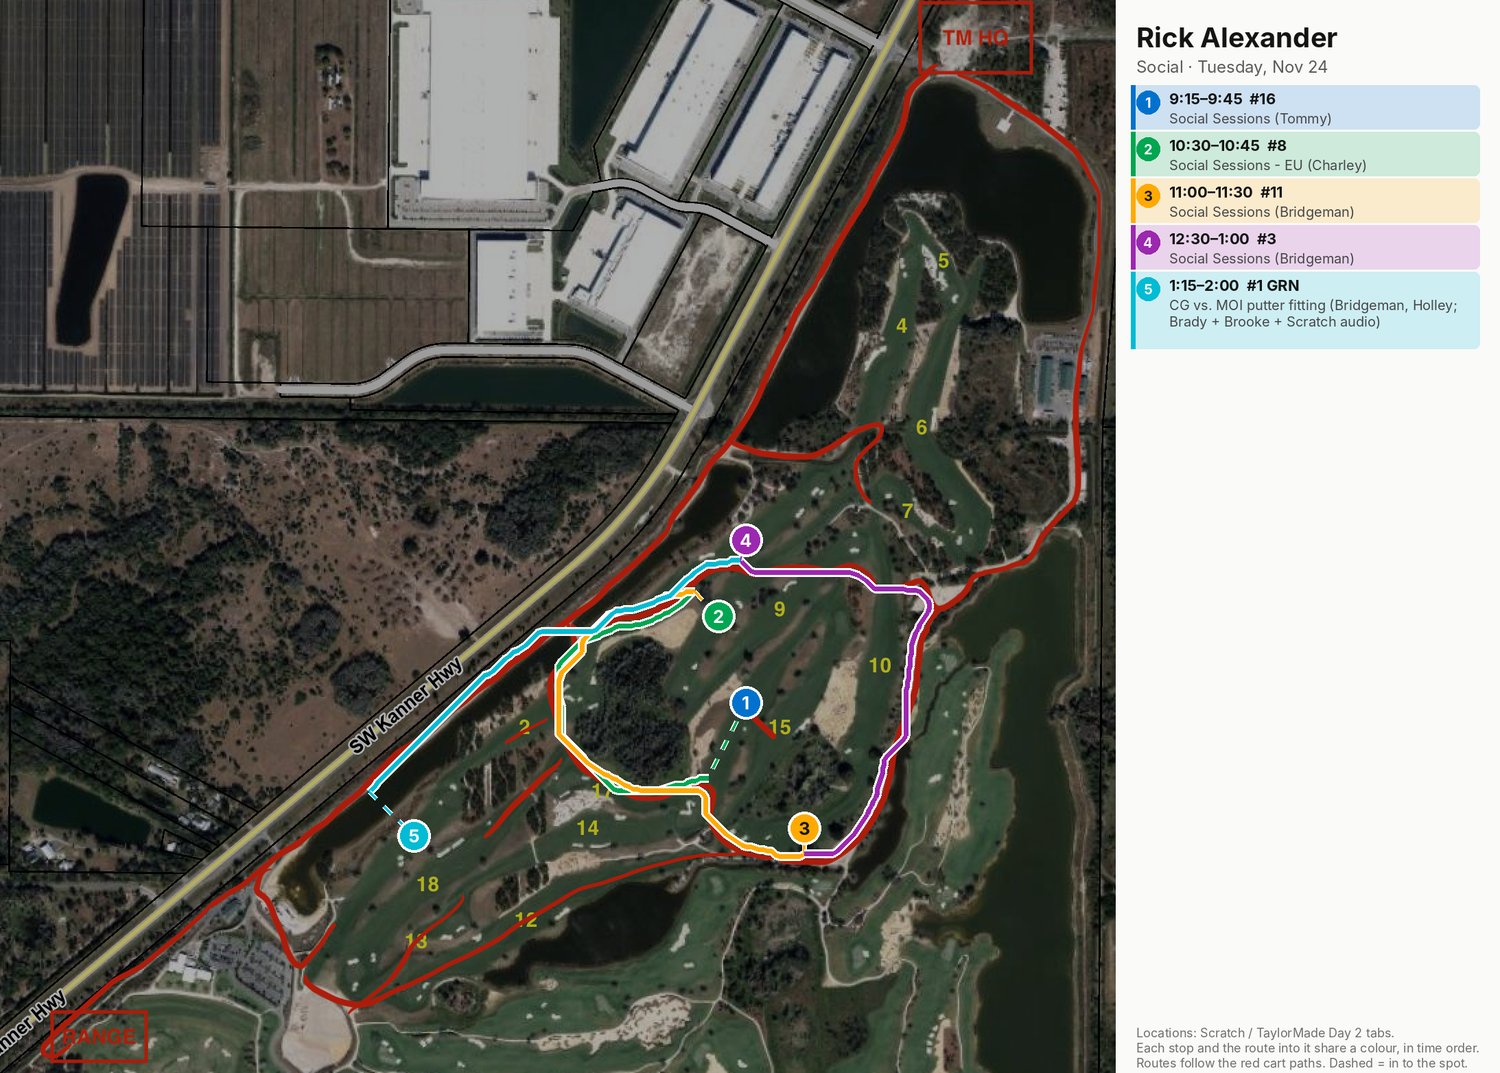 Rick Alexander
Social · Tuesday, Nov 24
1
9:15–9:45 #16
Social Sessions (Tommy)
2
10:30–10:45 #8
Social Sessions - EU (Charley)
3
11:00–11:30 #11
Social Sessions (Bridgeman)
4
12:30–1:00 #3
Social Sessions (Bridgeman)
5
1:15–2:00 #1 GRN
CG vs. MOI putter fitting (Bridgeman, Holley;
Brady + Brooke + Scratch audio)
TM HQ
5
4
6
7
4
9
2
10
1
15
2
SW Kanner Hwy
14
3
5
18
12
13
nner Hwy
RANGE
Locations: Scratch / TaylorMade Day 2 tabs.
Each stop and the route into it share a colour, in time order.
Routes follow the red cart paths. Dashed = in to the spot.